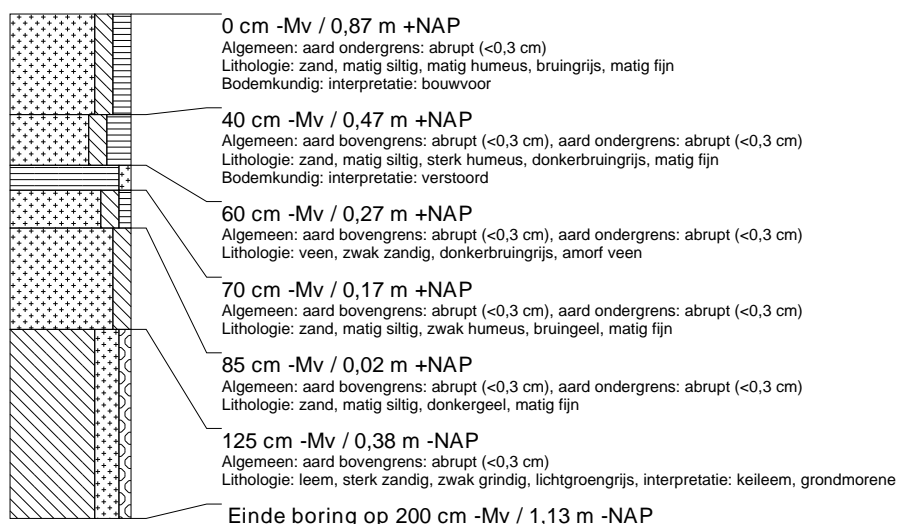 0 cm -Mv / 0,87 m +NAP
Algemeen: aard ondergrens: abrupt (<0,3 cm)
Lithologie: zand, matig siltig, matig humeus, bruingrijs, matig fijn
Bodemkundig: interpretatie: bouwvoor
40 cm -Mv / 0,47 m +NAP
Algemeen: aard bovengrens: abrupt (<0,3 cm), aard ondergrens: abrupt (<0,3 cm)
Lithologie: zand, matig siltig, sterk humeus, donkerbruingrijs, matig fijn
Bodemkundig: interpretatie: verstoord
60 cm -Mv / 0,27 m +NAP
Algemeen: aard bovengrens: abrupt (<0,3 cm), aard ondergrens: abrupt (<0,3 cm)
Lithologie: veen, zwak zandig, donkerbruingrijs, amorf veen
70 cm -Mv / 0,17 m +NAP
Algemeen: aard bovengrens: abrupt (<0,3 cm), aard ondergrens: abrupt (<0,3 cm)
Lithologie: zand, matig siltig, zwak humeus, bruingeel, matig fijn
85 cm -Mv / 0,02 m +NAP
Algemeen: aard bovengrens: abrupt (<0,3 cm), aard ondergrens: abrupt (<0,3 cm)
Lithologie: zand, matig siltig, donkergeel, matig fijn
125 cm -Mv / 0,38 m -NAP
Algemeen: aard bovengrens: abrupt (<0,3 cm)
Lithologie: leem, sterk zandig, zwak grindig, lichtgroengrijs, interpretatie: keileem, grondmorene
Einde boring op 200 cm -Mv / 1,13 m -NAP